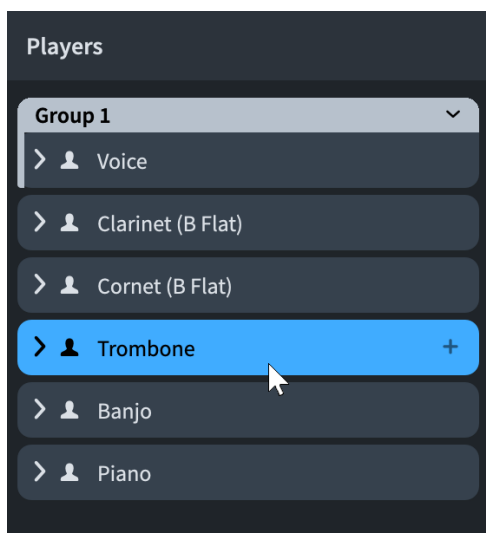 Players
Group 1
Voice
Clarinet (B Flat)
Cornet (B Flat)
Trombone
Banjo
Piano